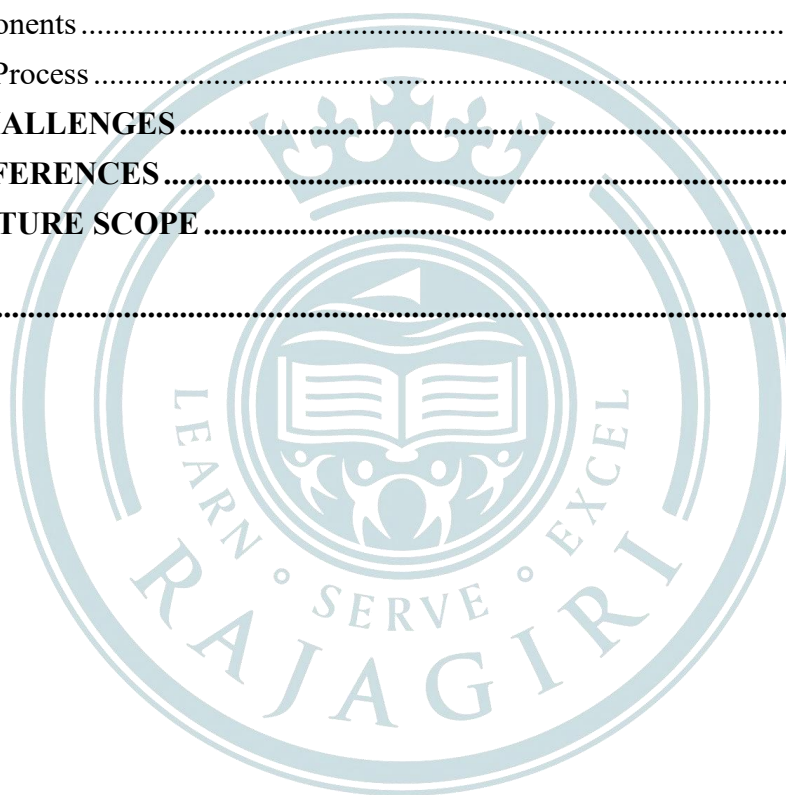 onents ................................................................................
Process ................................................................................
ALLENGES ................................................................................
FERENCES ................................................................................
TURE SCOPE ................................................................................
................................................................................
LEARN ° SERVE ° EXCEL
RAJAGIRI